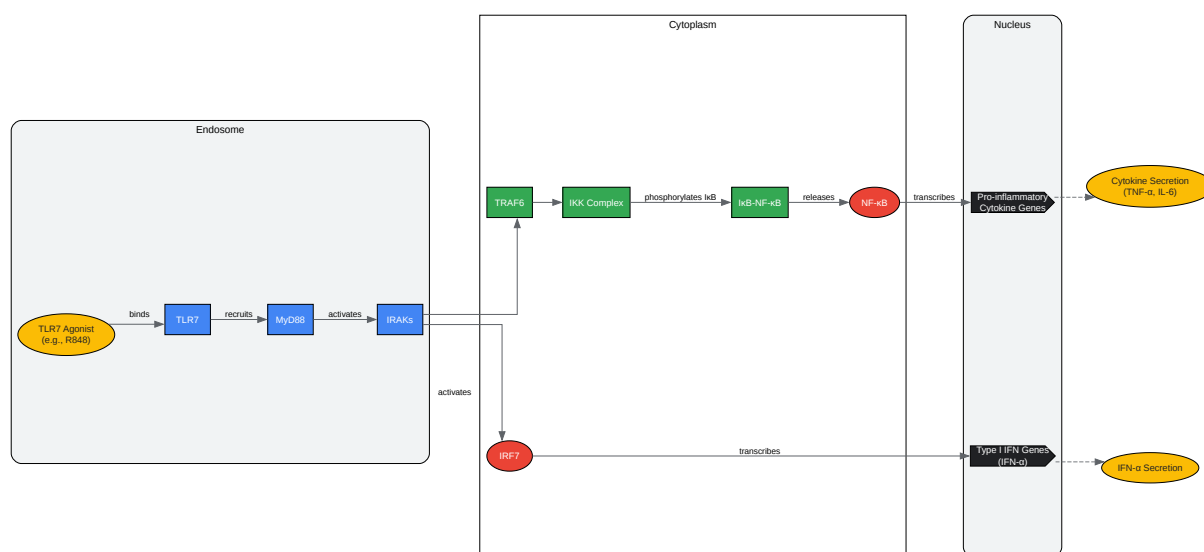 Cytoplasm
Nucleus
Endosome
Cytokine Secretion
(TNF-α, IL-6)
TRAF6
IKK Complex
phosphorylates IκB
IκB-NF-κB
releases
NF-κB
transcribes
Pro-inflammatory
Cytokine Genes
TLR7 Agonist
(e.g., R848)
binds
TLR7
recruits
MyD88
activates
IRAKs
activates
IRF7
transcribes
Type I IFN Genes
(IFN-α)
IFN-α Secretion